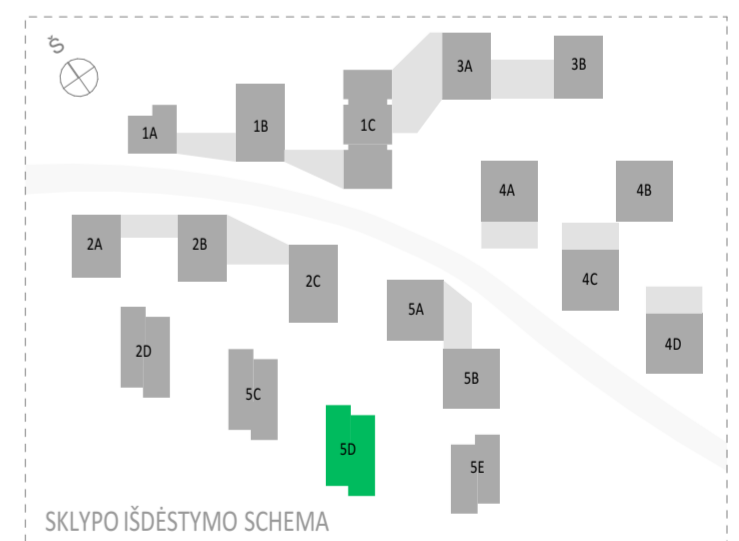 Š
3A
3B
1A
1B
1C
4A
4B
2A
2B
2C
4C
5A
4D
2D
5B
5C
5D
5E
SKLYPO IŠDĖSTYMO SCHEMA